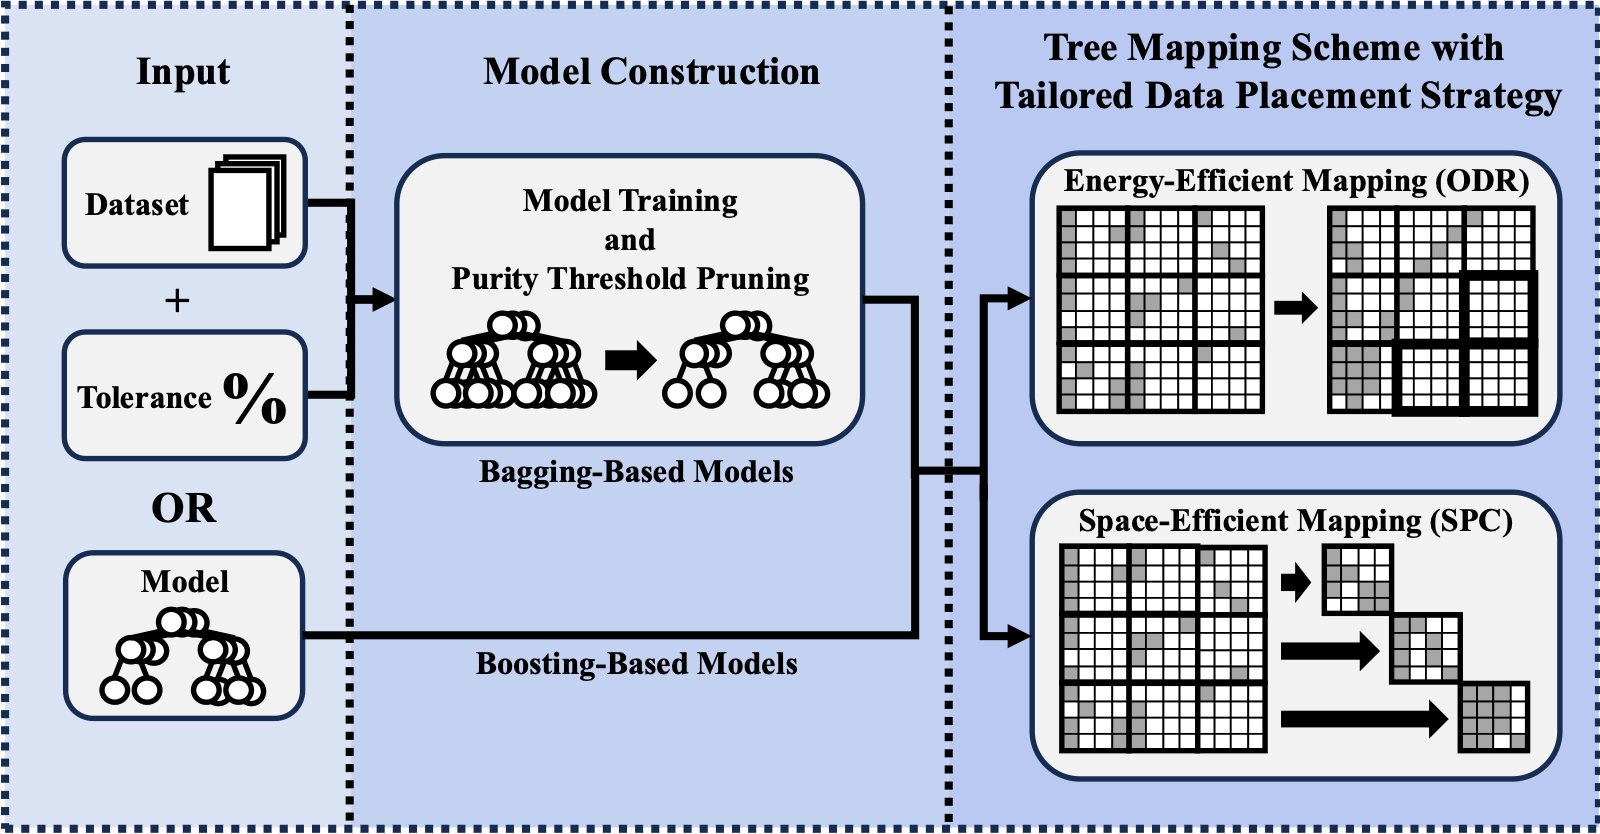 Input
Dataset
+
Tolerance %
OR
Model
Model Construction
Model Training
and
Purity Threshold Pruning
Bagging-Based Models
Boosting-Based Models
Tree Mapping Scheme with
Tailored Data Placement Strategy
Energy-Efficient Mapping (ODR)
Space-Efficient Mapping (SPC)